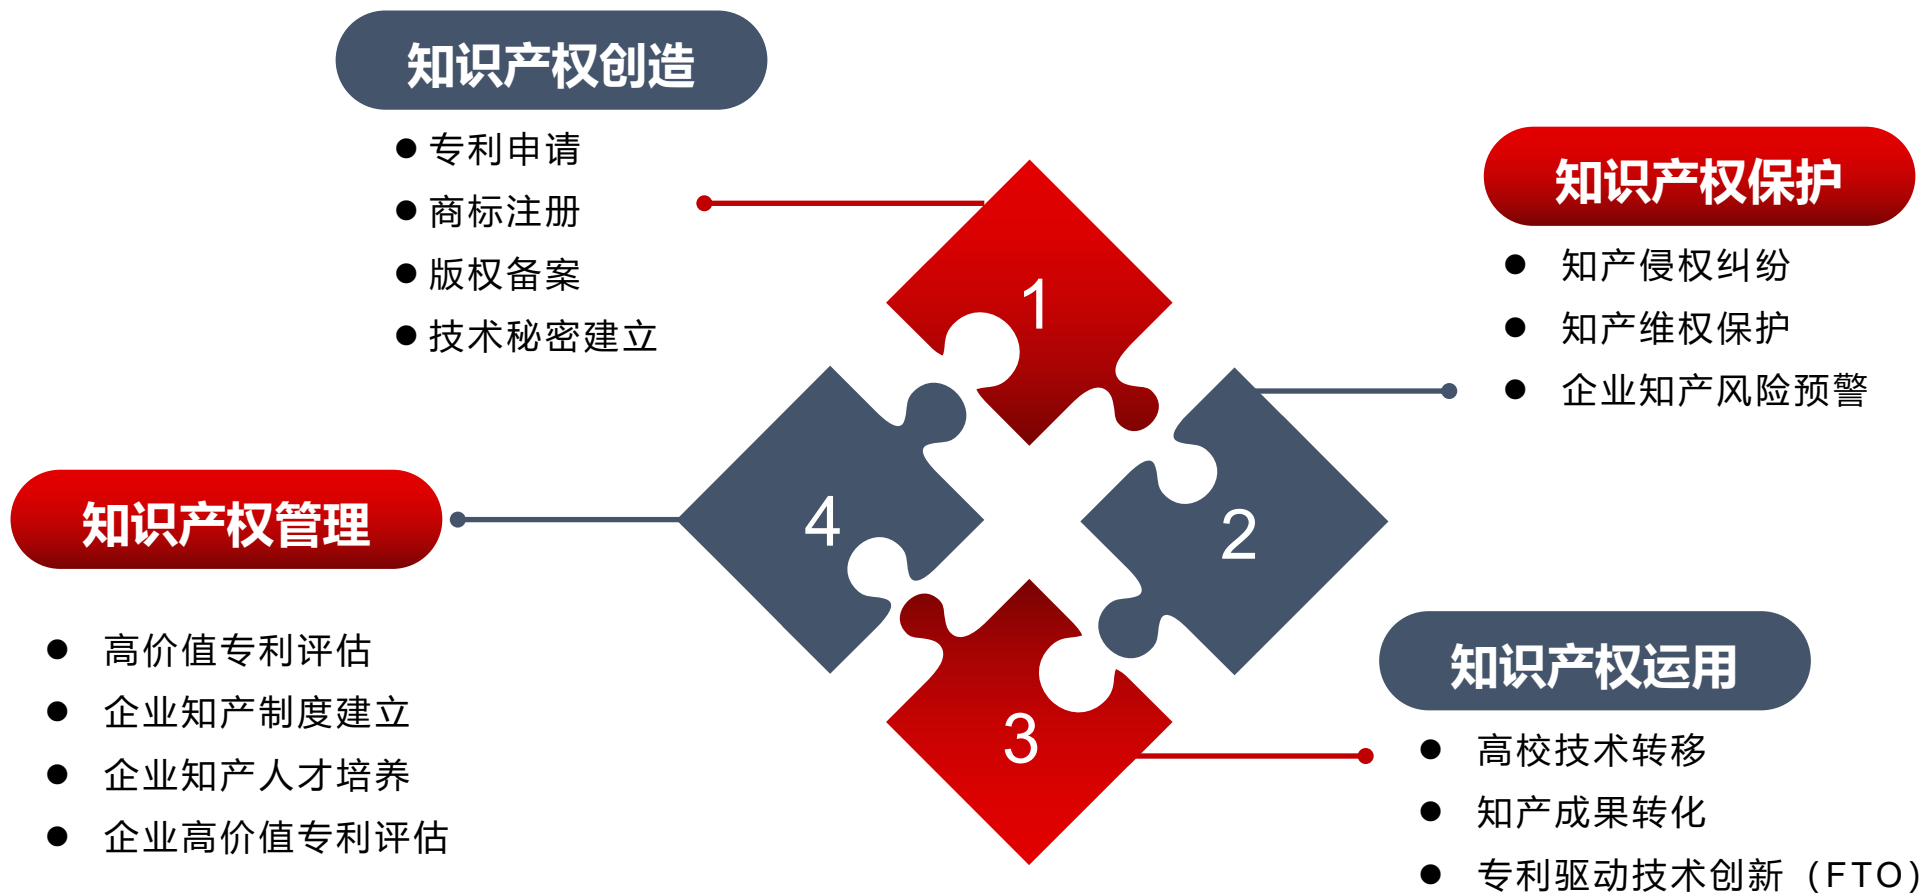 知识产权创造
专利申请
商标注册
版权备案
技术秘密建立
1
知识产权保护
知产侵权纠纷
知产维权保护
企业知产风险预警
2
知识产权运用
高校技术转移
知产成果转化
专利驱动技术创新（FTO）
3
知识产权管理
高价值专利评估
企业知产制度建立
企业知产人才培养
企业高价值专利评估
4